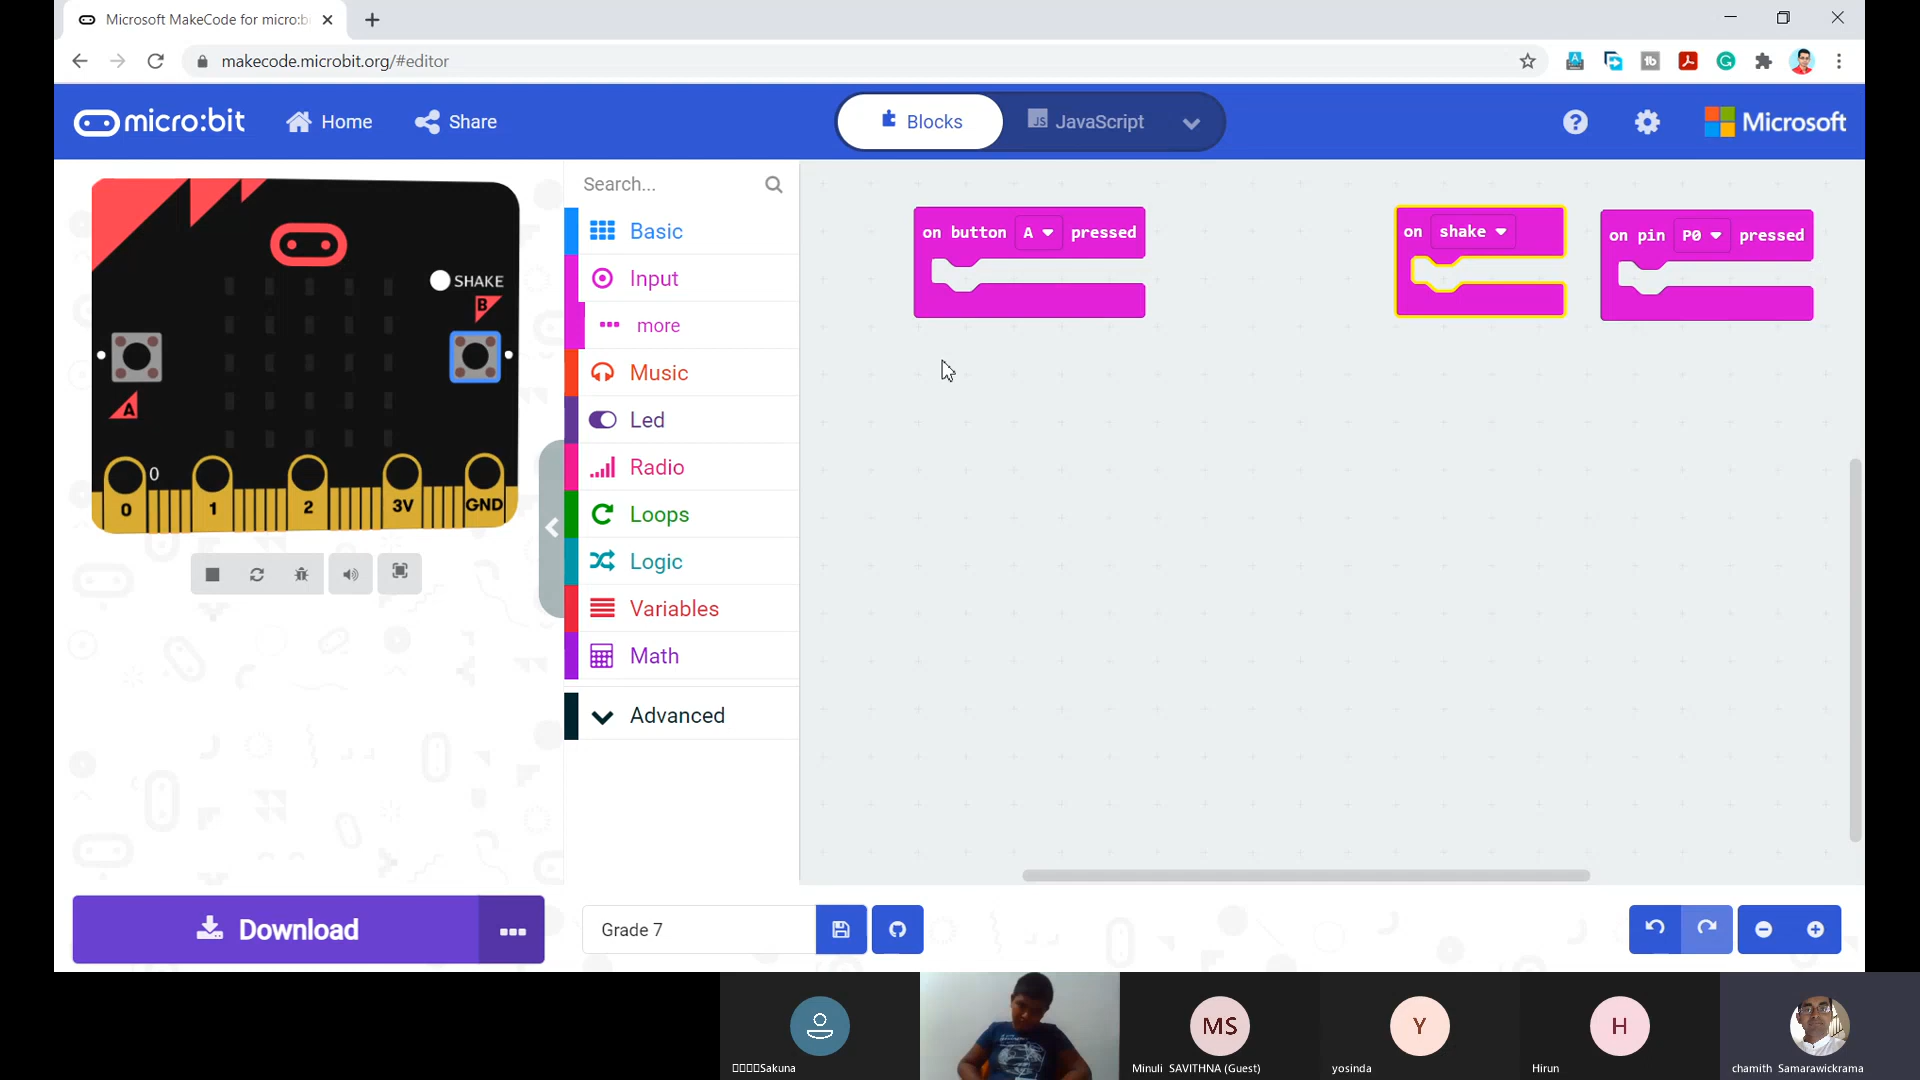 Microsoft MakeCode for micro:b
makecode.microbit.org/#editor
micro:bit
Home
Share
Blocks
JS
JavaScript
Microsoft
SHAKE
B
A
0
0
1
2
3V
GND
Search...
Basic
Input
more
Music
Led
Radio
Loops
Logic
Variables
Math
Advanced
on button A pressed
on shake
on pin P0 pressed
Download
Grade 7
MS
Y
H
Sakuna
Minuli SAVITHNA (Guest)
yosinda
Hirun
chamith Samarawickrama